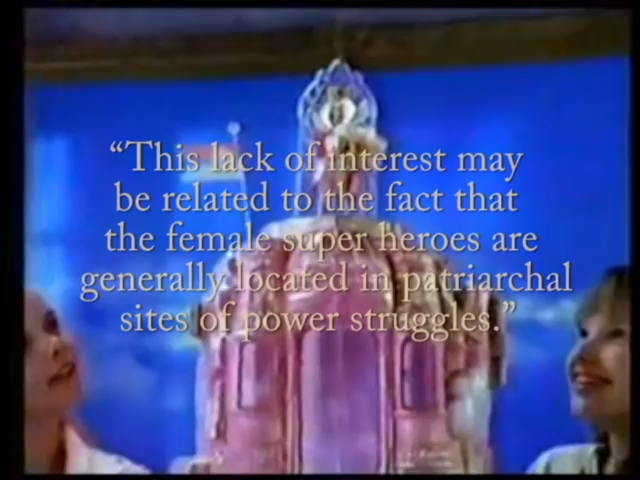 “This lack of interest may
be related to the fact that
the female super heroes are
generally located in patriarchal
sites of power struggles.”